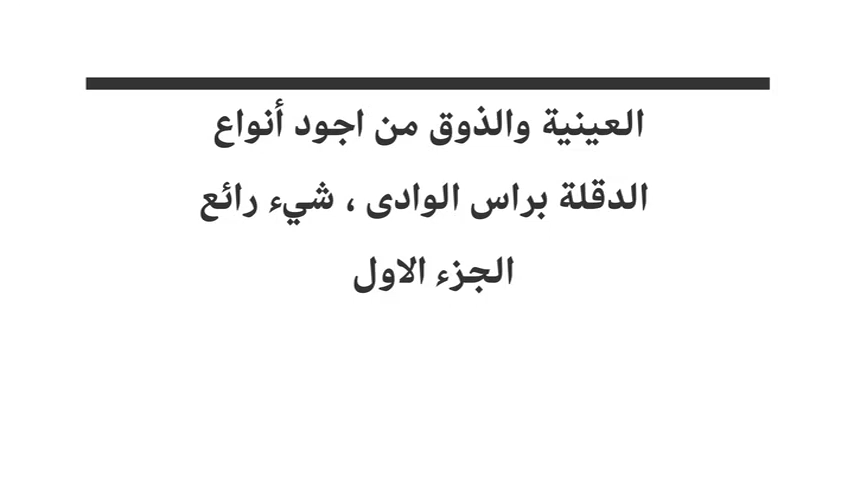 العينية والذوق من اجود أنواع
الدقلة براس الوادى ، شيء رائع
الجزء الاول